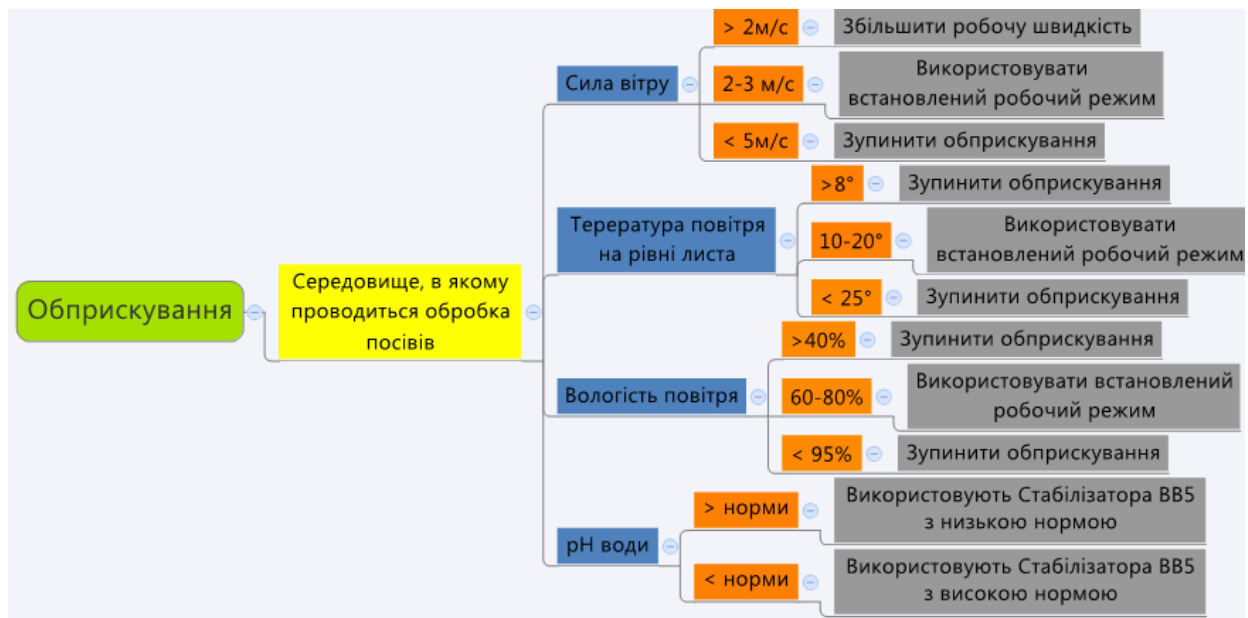 Обприскування
Середовище, в якому
проводиться обробка
посівів
Сила вітру
> 2м/с
Збільшити робочу швидкість
2-3 м/с
Використовувати
встановлений робочий режим
< 5м/с
Зупинити обприскування
Терература повітря
на рівні листа
>8°
Зупинити обприскування
10-20°
Використовувати
встановлений робочий режим
< 25°
Зупинити обприскування
Вологість повітря
>40%
Зупинити обприскування
60-80%
Використовувати встановлений
робочий режим
< 95%
Зупинити обприскування
рН води
> норми
Використовують Стабілізатора ВВ5
з низькою нормою
< норми
Використовують Стабілізатора ВВ5
з високою нормою